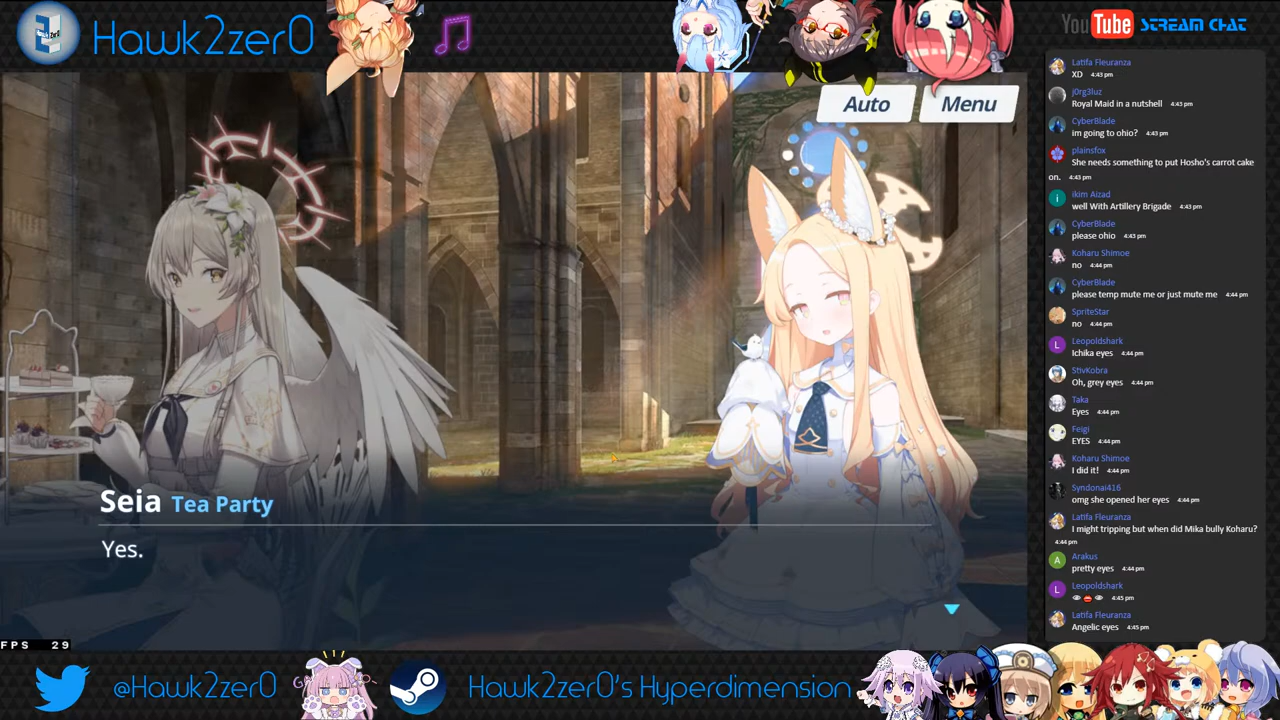 Hawk2zer0
YouTube STREAM CHAT
Auto
Menu
Seia Tea Party
Yes.
FPS 29
@Hawk2zer0
Hawk2zer0's Hyperdimension
Latifa Fleuranza
XD 4:43 pm
j0rg3luz
Royal Maid in a nutshell 4:43 pm
CyberBlade
im going to ohio? 4:43 pm
plainsfox
She needs something to put Hosho's carrot cake
on. 4:43 pm
ikim Aizad
well With Artillery Brigade 4:43 pm
CyberBlade
please ohio 4:43 pm
Koharu Shimoe
no 4:44 pm
CyberBlade
please temp mute me or just mute me 4:44 pm
SpriteStar
no 4:44 pm
Leopoldshark
Ichika eyes 4:44 pm
StivKobra
Oh, grey eyes 4:44 pm
Taka
Eyes 4:44 pm
Feigi
EYES 4:44 pm
Koharu Shimoe
I did it! 4:44 pm
Syndonai416
omg she opened her eyes 4:44 pm
Latifa Fleuranza
I might tripping but when did Mika bully Koharu?
4:44 pm
Arakus
pretty eyes 4:44 pm
Leopoldshark
👁👄👁 4:45 pm
Latifa Fleuranza
Angelic eyes 4:45 pm